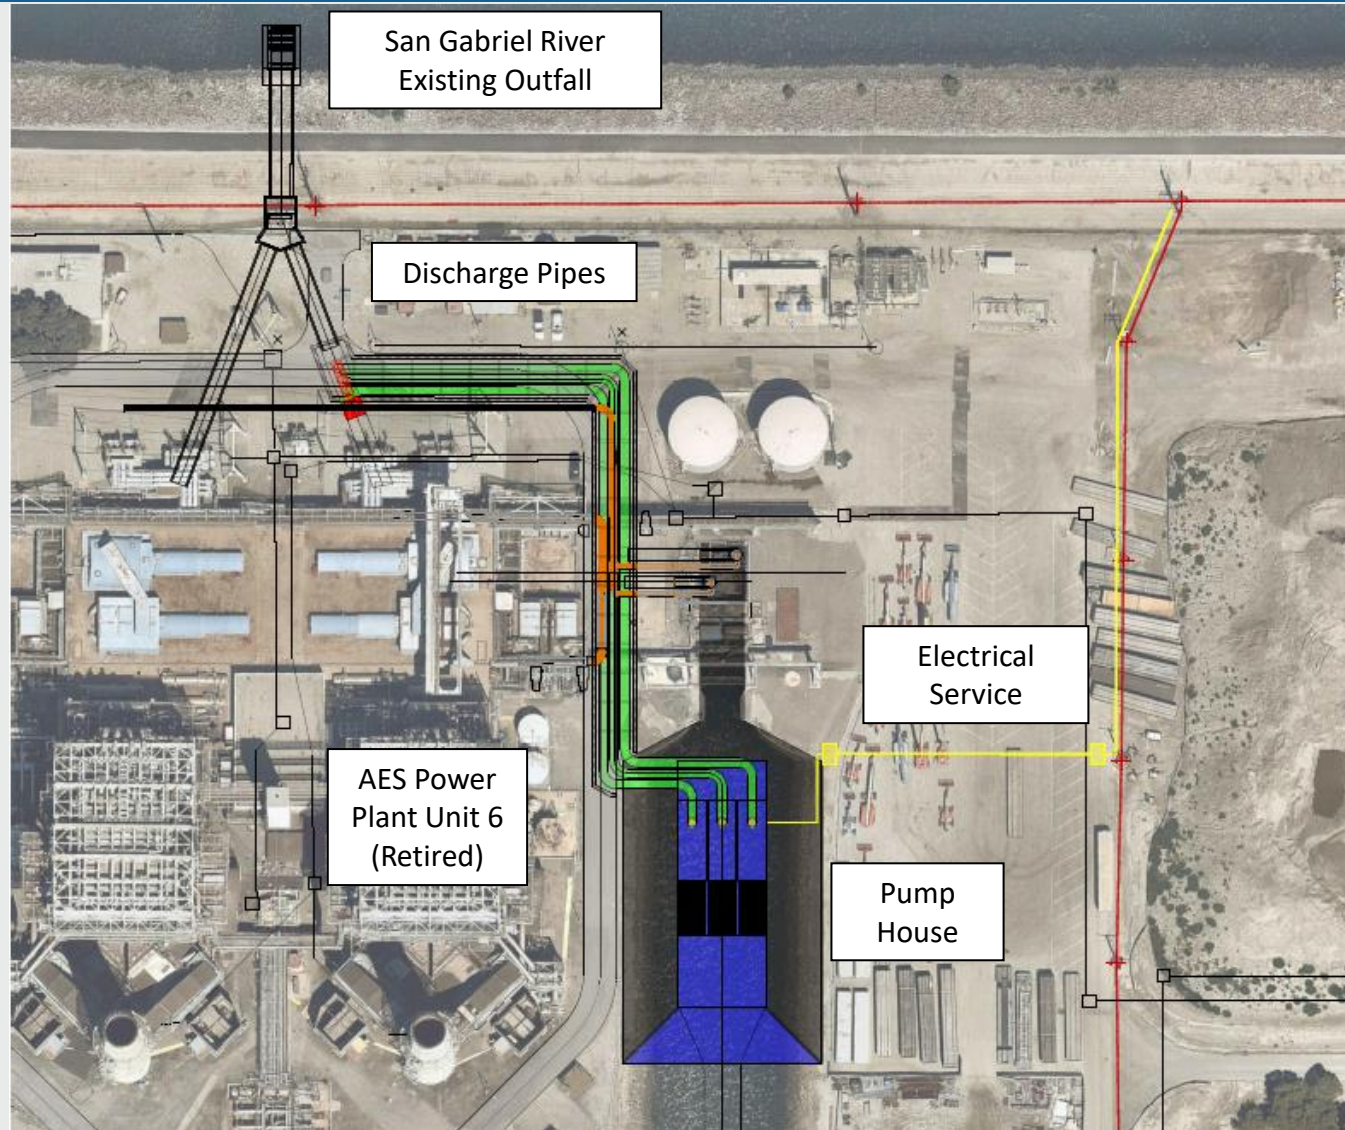 San Gabriel River
Existing Outfall
Discharge Pipes
Electrical
Service
AES Power
Plant Unit 6
(Retired)
Pump
House